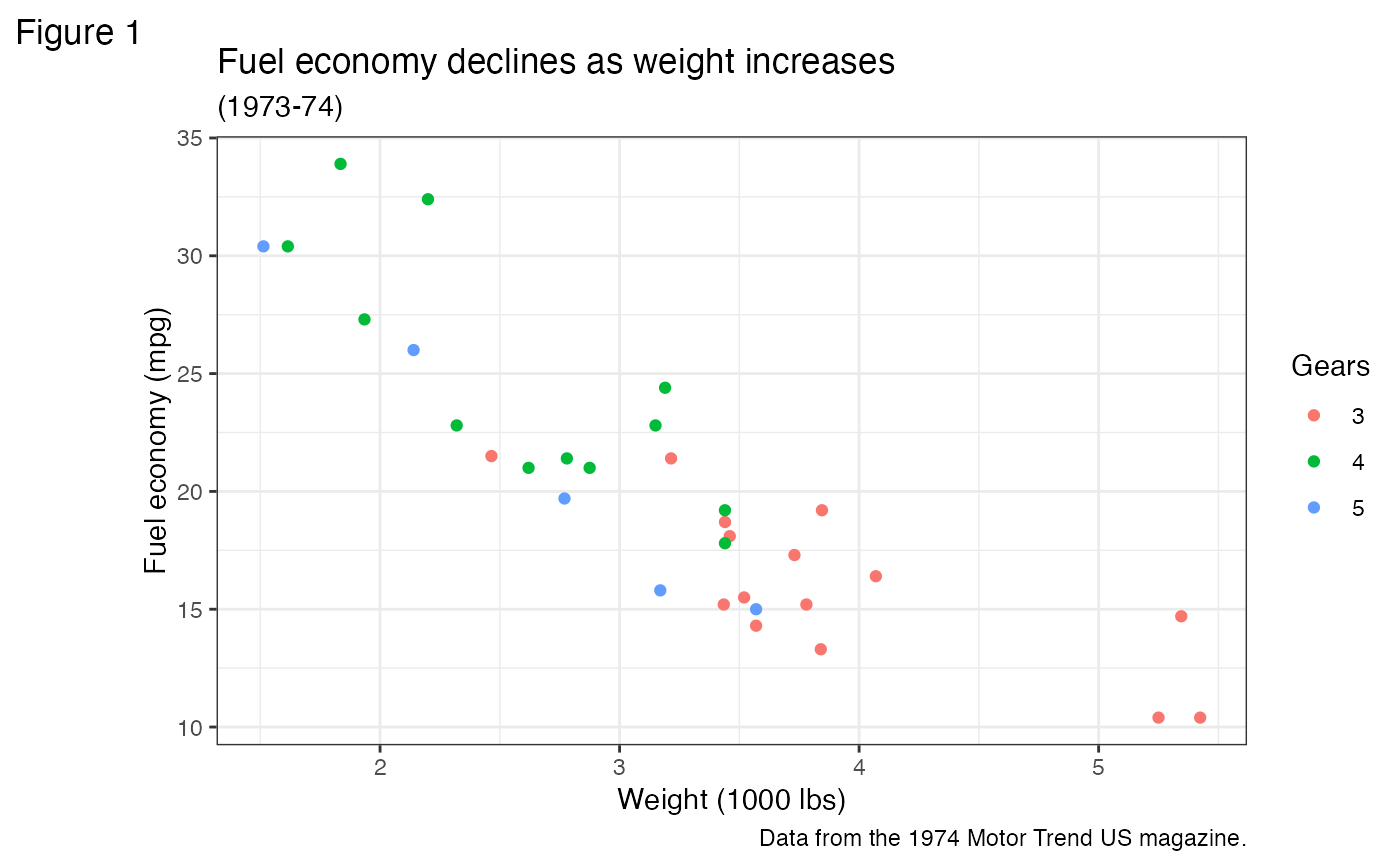 Figure 1
Fuel economy declines as weight increases
(1973-74)
Fuel economy (mpg)
35
30
25
20
15
10
2
3
4
5
Weight (1000 lbs)
Gears
3
4
5
Data from the 1974 Motor Trend US magazine.